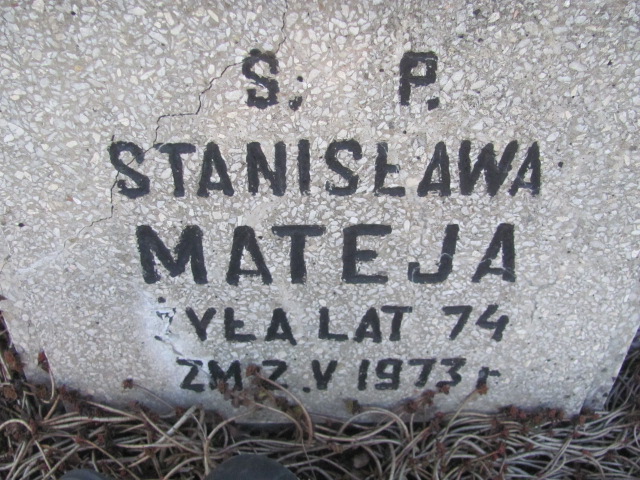 Ś. P.
STANISŁAWA
MATEJA
ŻYŁA LAT 74
ZM 2.V 1973 r